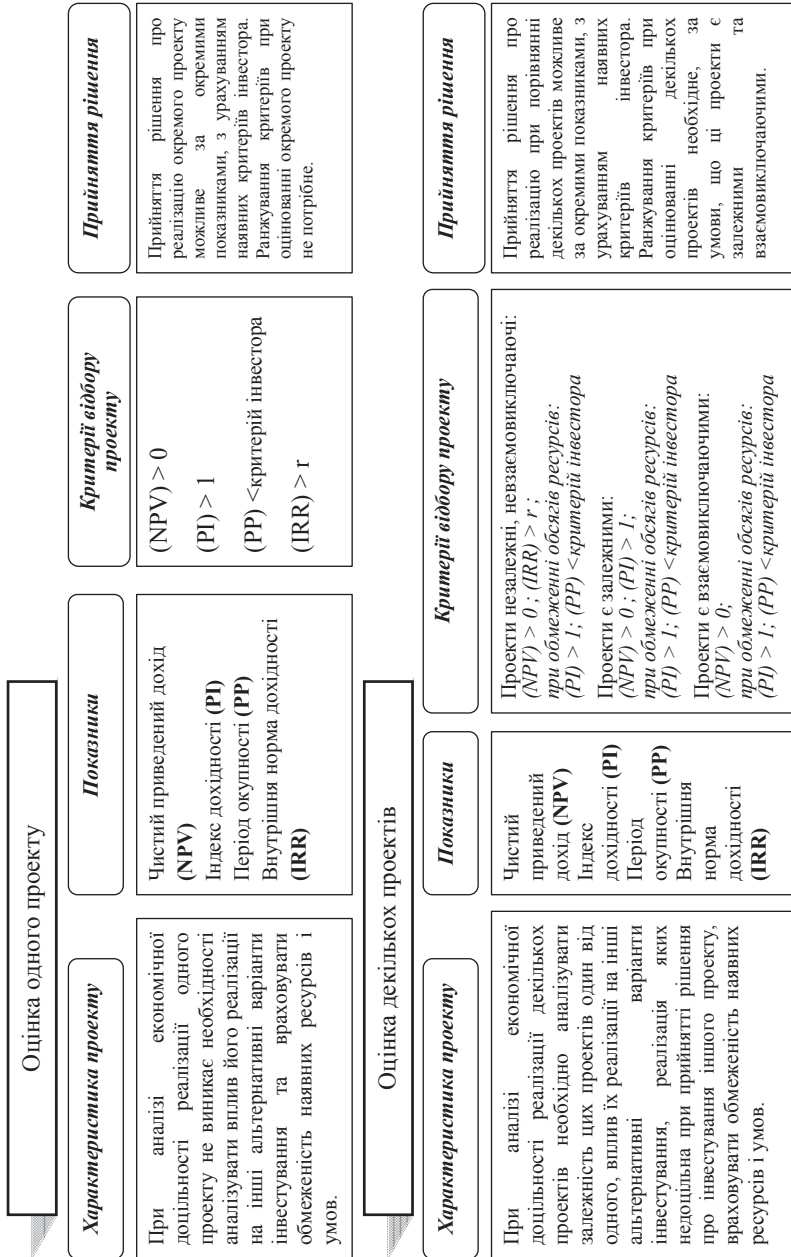 Оцінка одного проекту
Характеристика проекту
При аналізі економічної
доцільності реалізації одного
проекту не виникає необхідності
аналізувати вплив його реалізації
на інші альтернативні варіанти
інвестування та враховувати
обмеженість наявних ресурсів і
умов.
Показники
Чистий приведений дохід
(NPV)
Індекс дохідності (PI)
Період окупності (PP)
Внутрішня норма дохідності
(IRR)
Критерії відбору
проекту
(NPV) > 0
(PI) > 1
(PP) <критерій інвестора
(IRR) > r
Прийняття рішення
Прийняття рішення про
реалізацію окремого проекту
можливе за окремими
показниками, з урахуванням
наявних критеріїв інвестора.
Ранжування критеріїв при
оцінюванні окремого проекту
не потрібне.
Оцінка декількох проектів
Характеристика проекту
При аналізі економічної
доцільності реалізації декількох
проектів необхідно аналізувати
залежність цих проектів один від
одного, вплив їх реалізації на інші
альтернативні варіанти
інвестування, реалізація яких
недоцільна при прийнятті рішення
про інвестування іншого проекту,
враховувати обмеженість наявних
ресурсів і умов.
Показники
Чистий
приведений
дохід (NPV)
Індекс
дохідності (PI)
Період
окупності (PP)
Внутрішня
норма
дохідності
(IRR)
Критерії відбору проекту
Проекти незалежні, невзаємовиключаючі:
(NPV) > 0 ; (IRR) > r ;
при обмеженні обсягів ресурсів:
(PI) > 1; (PP) <критерій інвестора
Проекти є залежними:
(NPV) > 0 ; (PI) > 1;
при обмеженні обсягів ресурсів:
(PI) > 1; (PP) <критерій інвестора
Проекти є взаємовиключаючими:
(NPV) > 0;
при обмеженні обсягів ресурсів:
(PI) > 1; (PP) <критерій інвестора
Прийняття рішення
Прийняття рішення про
реалізацію при порівнянні
декількох проектів можливе
за окремими показниками, з
урахуванням наявних
критеріїв інвестора.
Ранжування критеріїв при
оцінюванні декількох
проектів необхідне, за
умови, що ці проекти є
залежними та
взаємовиключаючими.